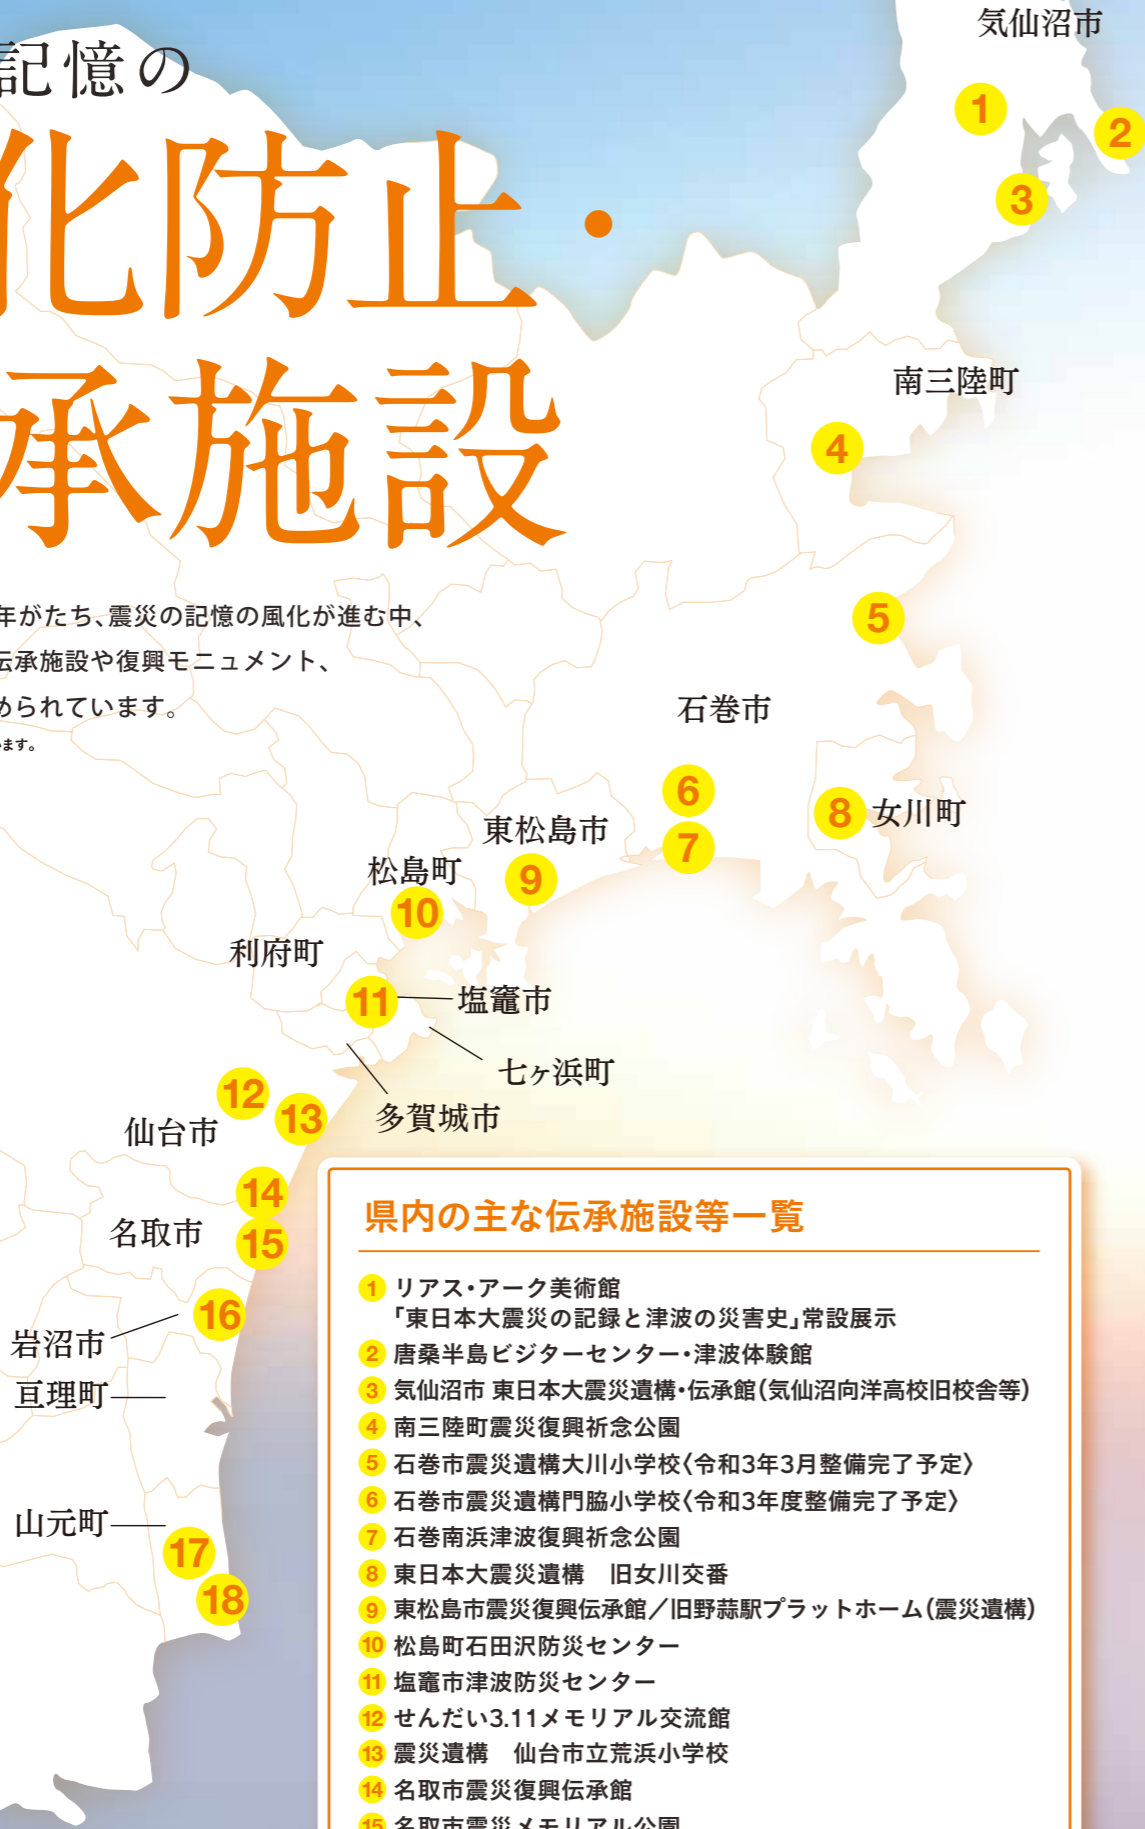 記憶の
化防止・
承施設
年がたち、震災の記憶の風化が進む中、
伝承施設や復興モニュメント、
められています。
います。
気仙沼市
1
2
3
南三陸町
4
5
石巻市
6
7
8 女川町
東松島市
9
松島町
10
利府町
11
塩竈市
七ヶ浜町
多賀城市
12
13
仙台市
14
名取市
15
16
岩沼市
亘理町
山元町
17
18
県内の主な伝承施設等一覧
1 リアス・アーク美術館
「東日本大震災の記録と津波の災害史」常設展示
2 唐桑半島ビジターセンター・津波体験館
3 気仙沼市 東日本大震災遺構・伝承館(気仙沼向洋高校旧校舎等)
4 南三陸町震災復興祈念公園
5 石巻市震災遺構大川小学校〈令和3年3月整備完了予定〉
6 石巻市震災遺構門脇小学校〈令和3年度整備完了予定〉
7 石巻南浜津波復興祈念公園
8 東日本大震災遺構　旧女川交番
9 東松島市震災復興伝承館/旧野蒜駅プラットホーム(震災遺構)
10 松島町石田沢防災センター
11 塩竈市津波防災センター
12 せんだい3.11メモリアル交流館
13 震災遺構　仙台市立荒浜小学校
14 名取市震災復興伝承館
15 名取市震災メモリアル公園